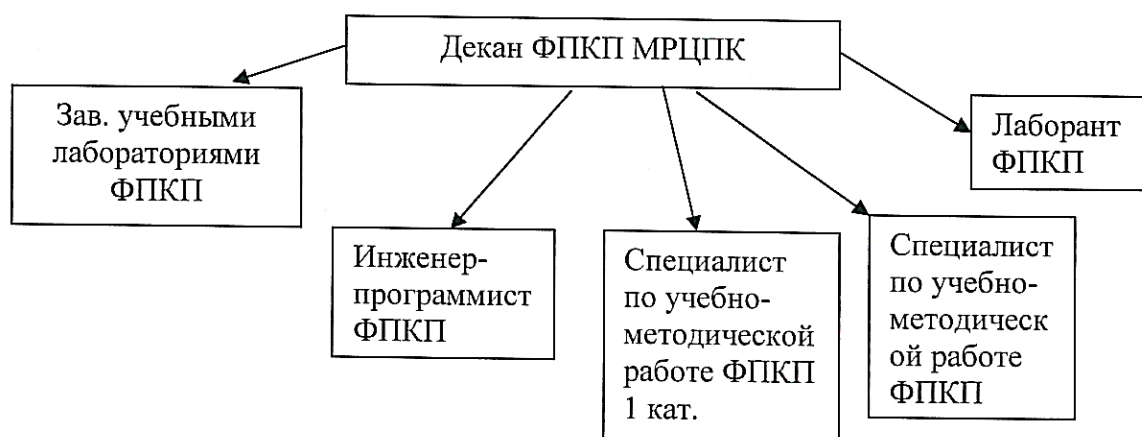 Декан ФПКП МРЦПК
Зав. учебными
лабораториями
ФПКП
Лаборант
ФПКП
Инженер-
программист
ФПКП
Специалист
по учебно-
методической
работе ФПКП
1 кат.
Специалист
по учебно-
методическ
ой работе
ФПКП